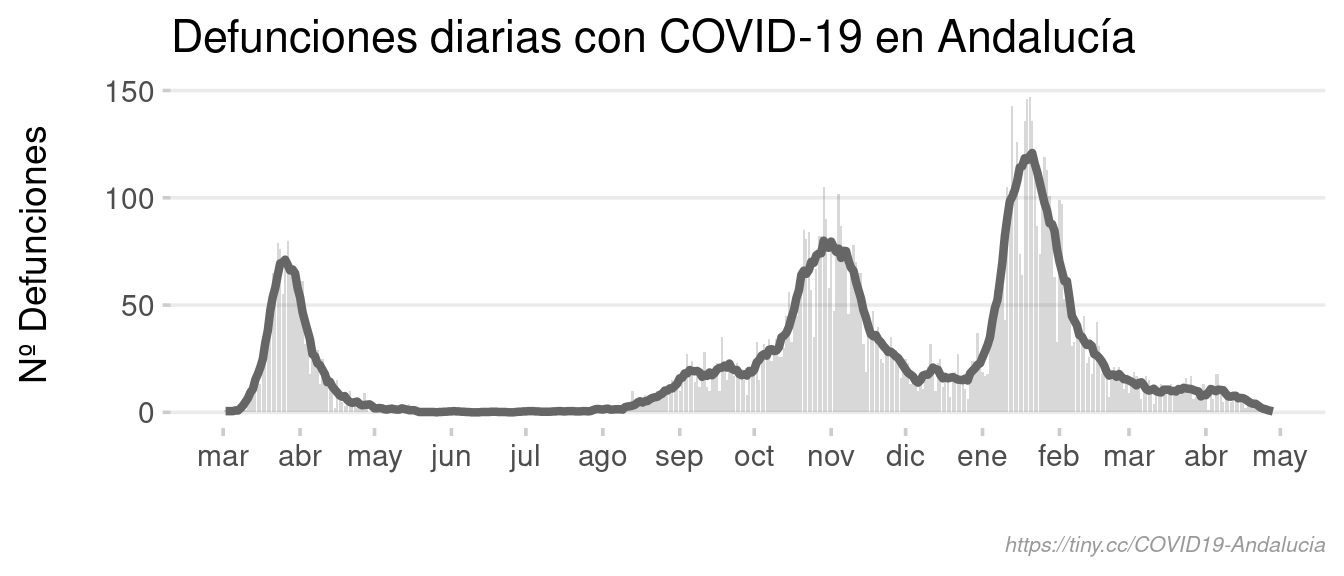 Defunciones diarias con COVID-19 en Andalucía
Nº Defunciones
150
100
50
0
mar abr may jun jul ago sep oct nov dic ene feb mar abr may
https://tiny.cc/COVID19-Andalucia